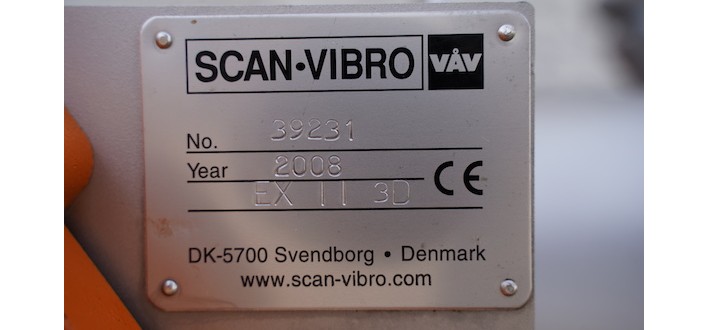 SCAN·VIBRO VÅV
No. 39231
Year 2008
EX II 3D CE
DK-5700 Svendborg • Denmark
www.scan-vibro.com